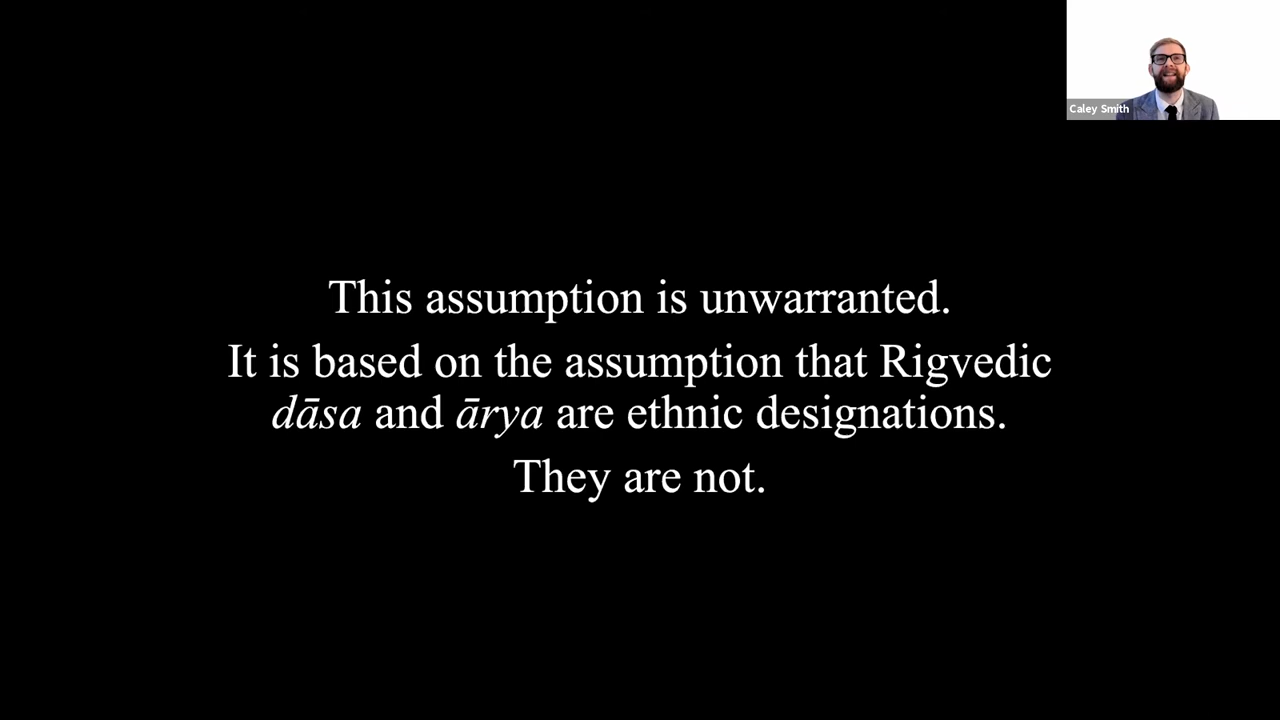 Caley Smith
This assumption is unwarranted.
It is based on the assumption that Rigvedic
dāsa and ārya are ethnic designations.
They are not.